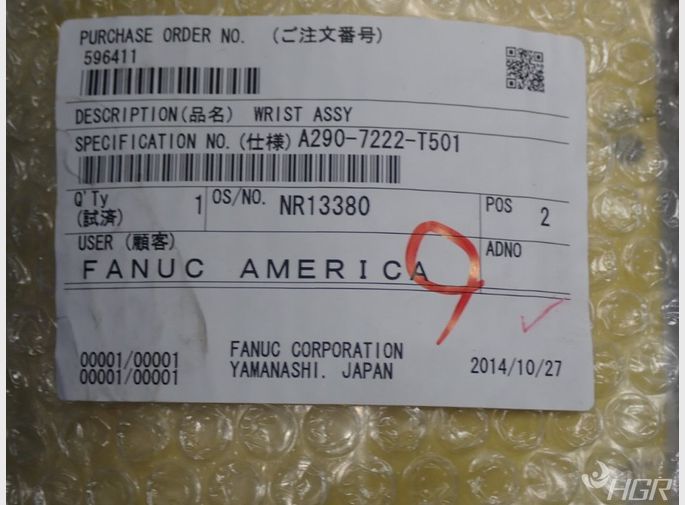 PURCHASE ORDER NO. (ご注文番号)
596411
DESCRIPTION(品名) WRIST ASSY
SPECIFICATION NO.(仕様) A290-7222-T501
Q'Ty
(試済) 1 OS/NO. NR13380 POS 2
USER (顧客) ADNO
FANUC AMERICA
9
00001/00001 FANUC CORPORATION
00001/00001 YAMANASHI. JAPAN 2014/10/27
HGR